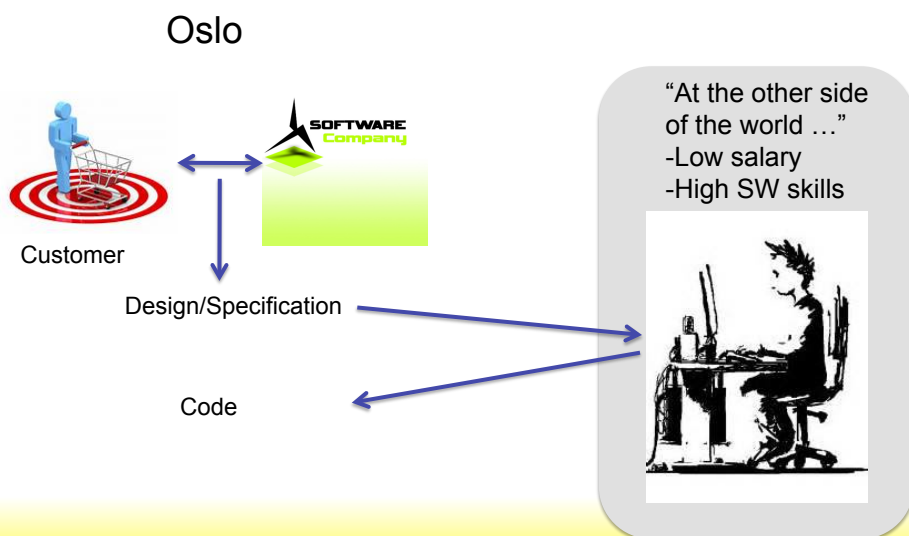 Oslo
SOFTWARE
Company
Customer
Design/Specification
Code
“At the other side
of the world ...”
-Low salary
-High SW skills